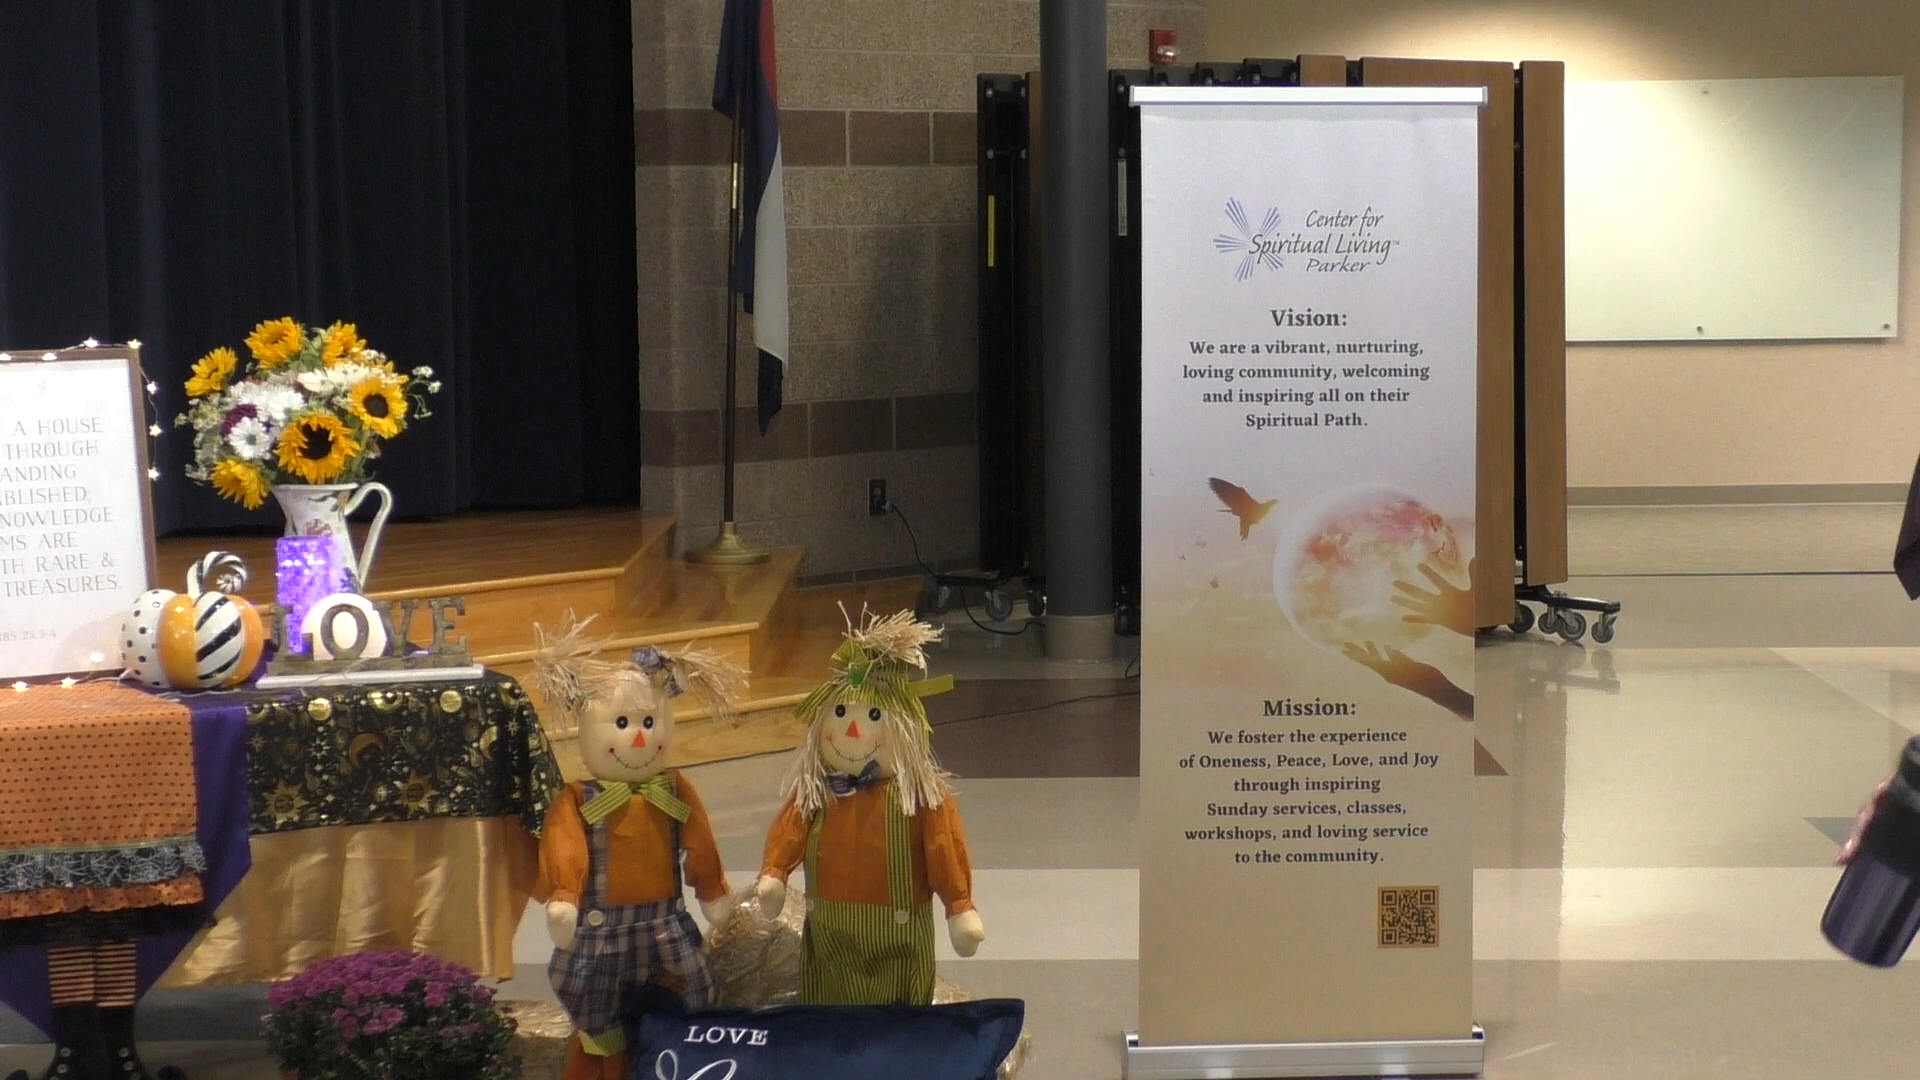 A HOUSE
THROUGH
ANDING
ABLISHED;
NOWLEDGE
MS ARE
TH RARE &
TREASURES.
LOVE
LOVE
Center for
Spiritual Living™
Parker
Vision:
We are a vibrant, nurturing,
loving community, welcoming
and inspiring all on their
Spiritual Path.
Mission:
We foster the experience
of Oneness, Peace, Love, and Joy
through inspiring
Sunday services, classes,
workshops, and loving service
to the community.